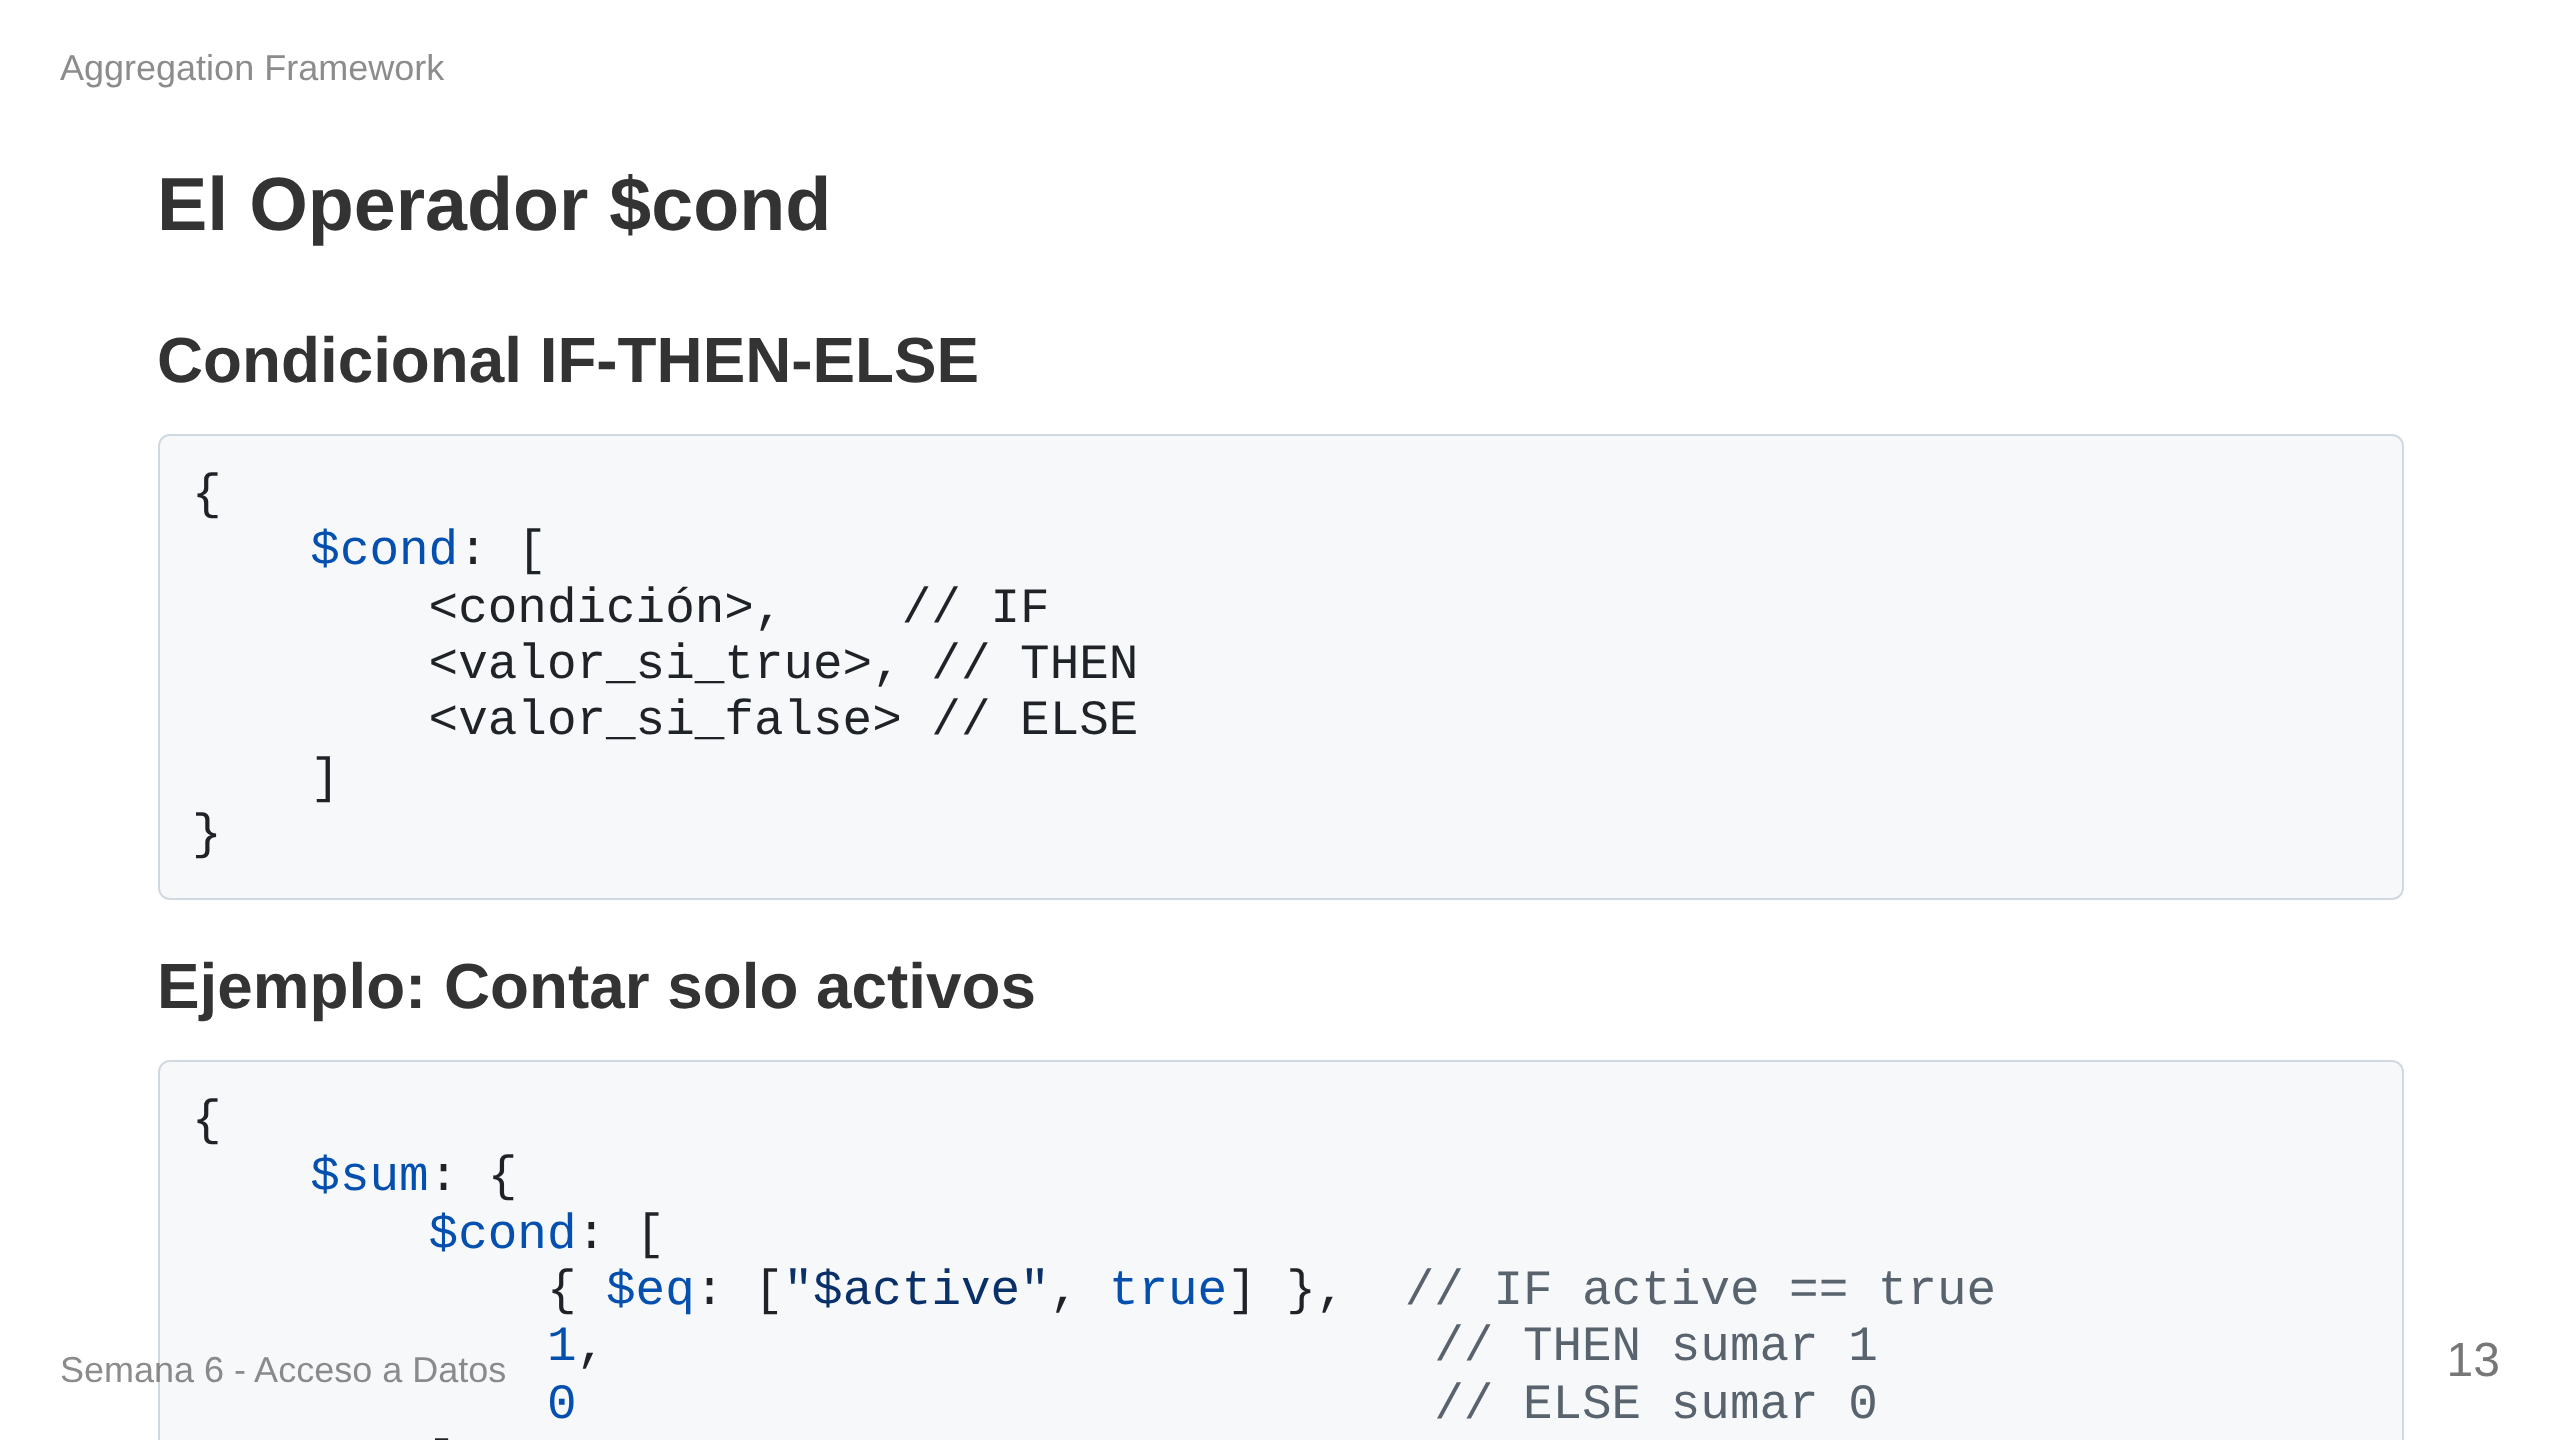 Aggregation Framework
El Operador $cond
Condicional IF-THEN-ELSE
{
    $cond: [
        <condición>,    // IF
        <valor_si_true>, // THEN
        <valor_si_false> // ELSE
    ]
}
Ejemplo: Contar solo activos
{
    $sum: {
        $cond: [
            { $eq: ["$active", true] },  // IF active == true
            1,                            // THEN sumar 1
            0                             // ELSE sumar 0
Semana 6 - Acceso a Datos
13